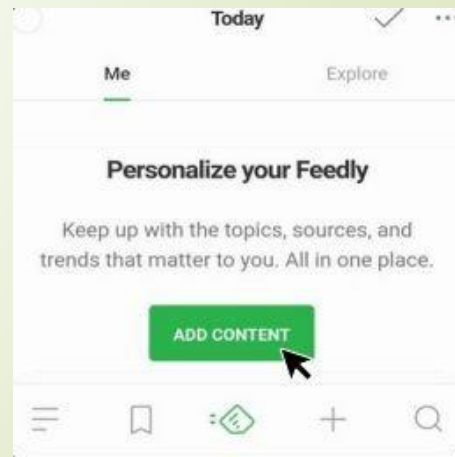 Today
Me Explore
Personalize your Feedly
Keep up with the topics, sources, and
trends that matter to you. All in one place.
ADD CONTENT